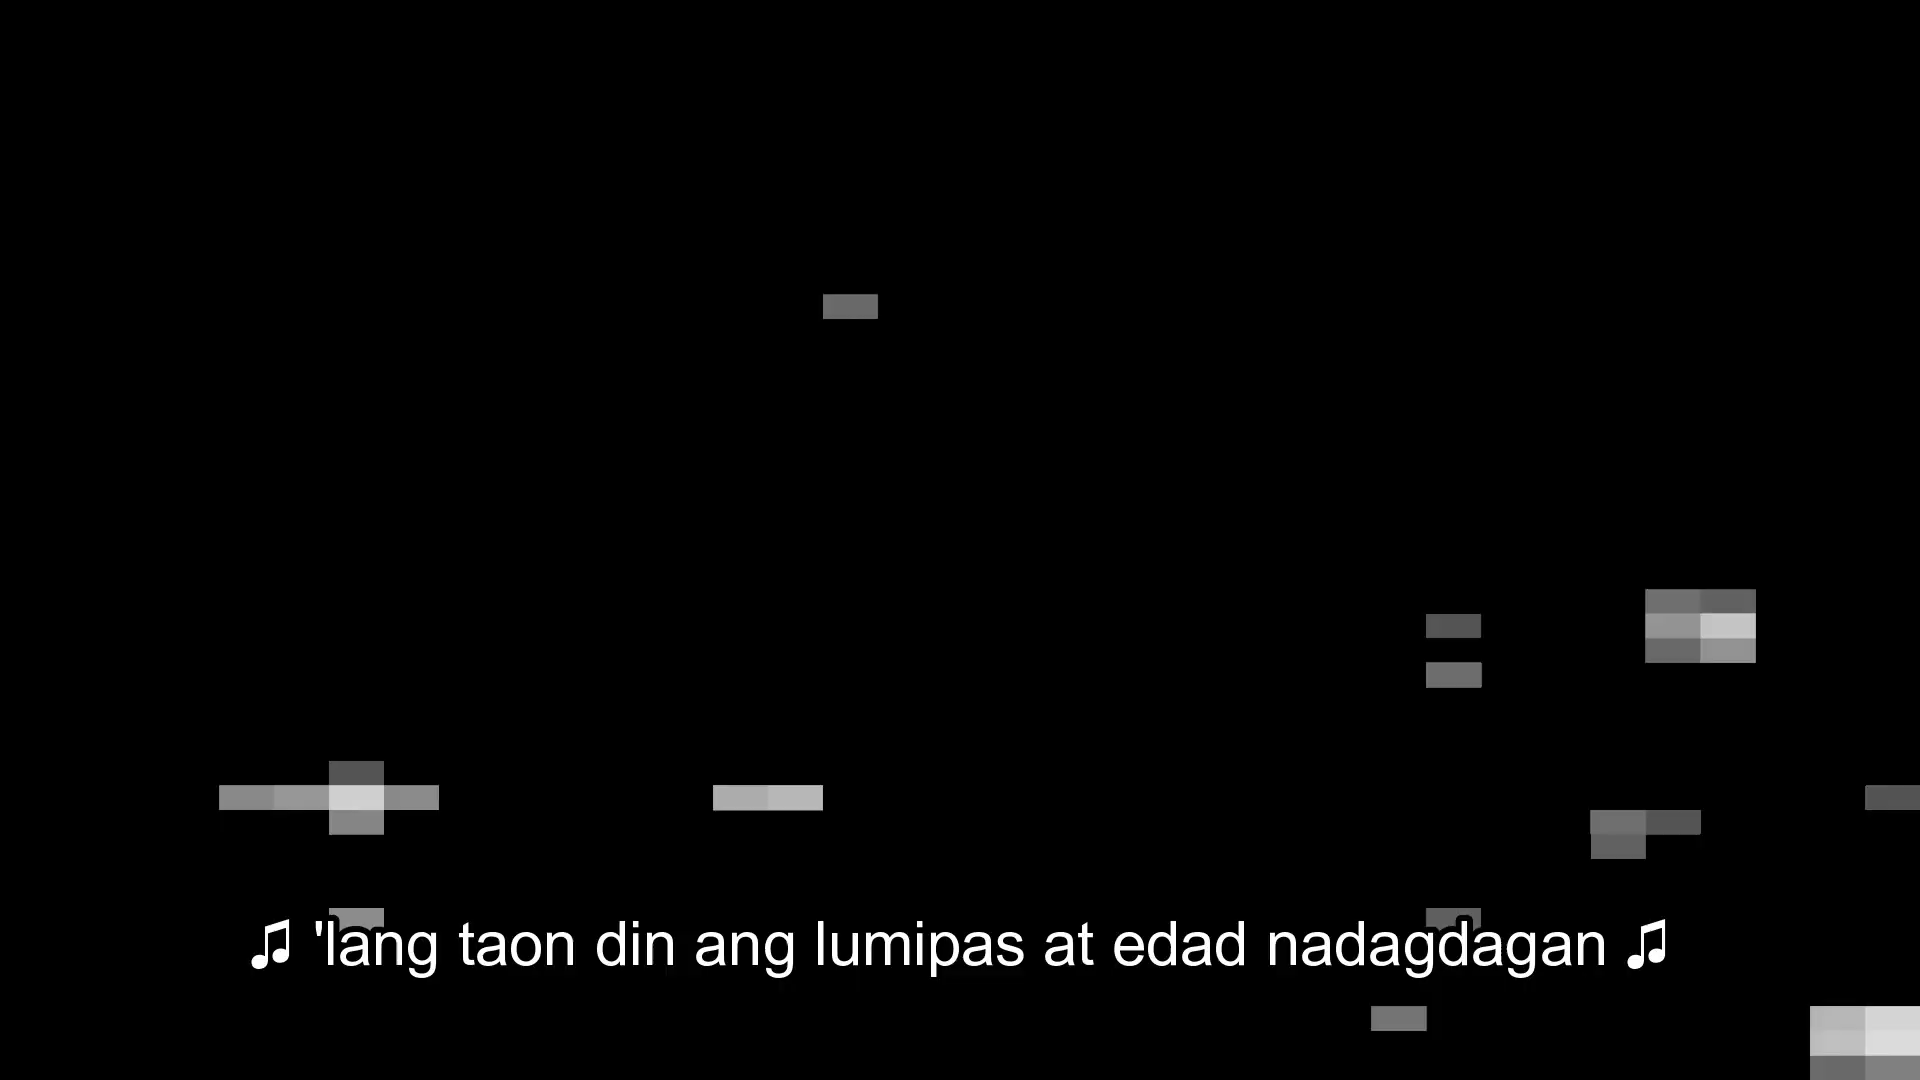 ♫ 'lang taon din ang lumipas at edad nadagdagan ♫